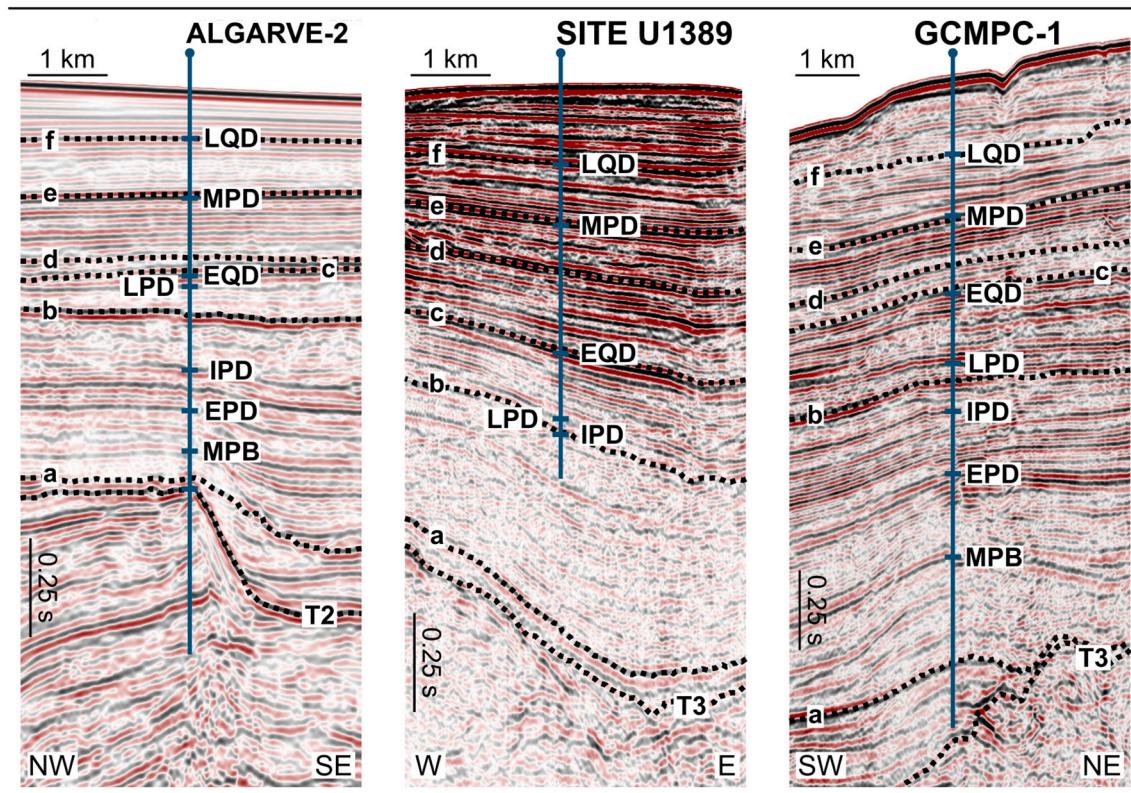 ALGARVE-2
1 km
f
LQD
e
MPD
d
EQD
c
LPD
b
IPD
EPD
MPB
a
0.25 s
T2
NW
SE
SITE U1389
1 km
f
LQD
e
MPD
d
c
EQD
b
LPD
IPD
a
0.25 s
T3
W
E
GCMPC-1
1 km
LQD
f
MPD
e
c
d
EQD
LPD
b
IPD
EPD
MPB
0.25 s
T3
a
SW
NE